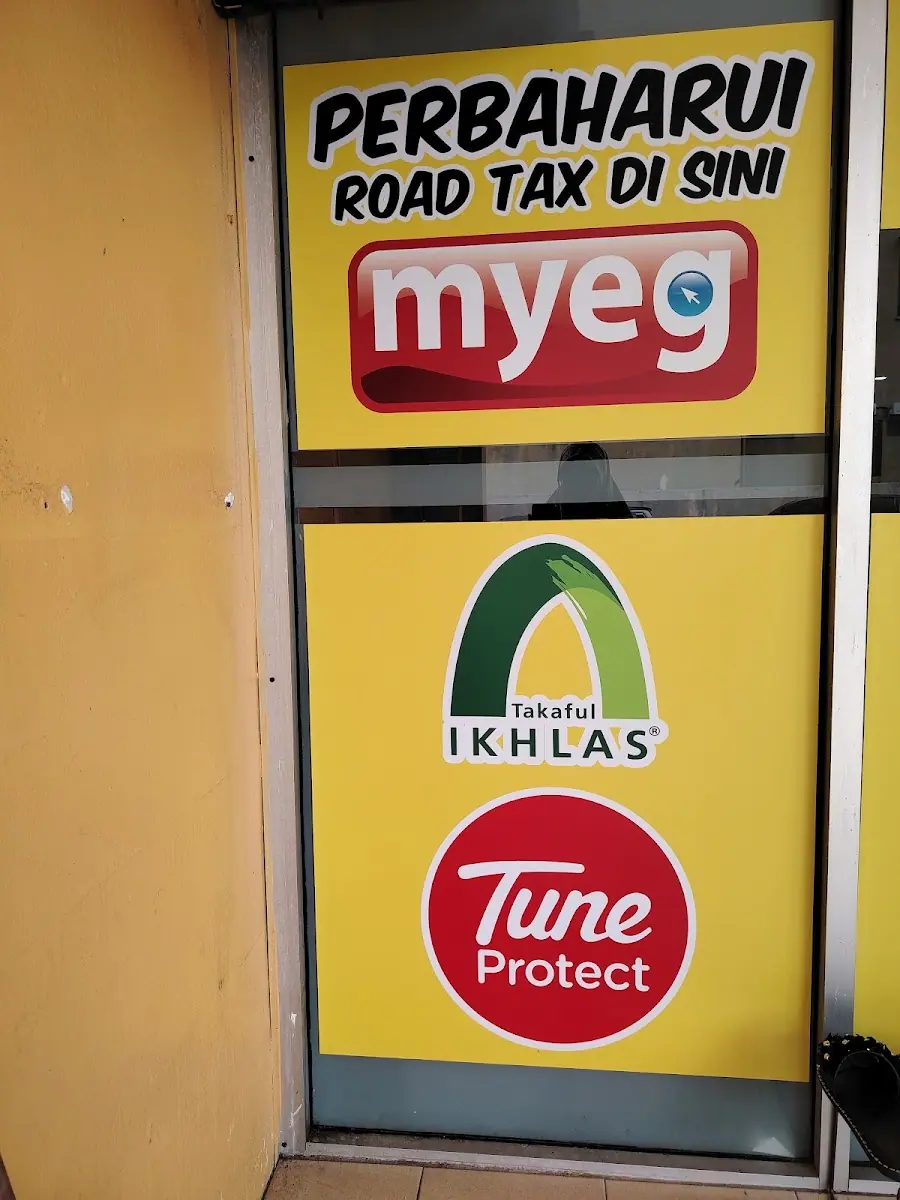 PERBAHARUI
ROAD TAX DI SINI
myeg
Takaful
IKHLAS®
Tune
Protect